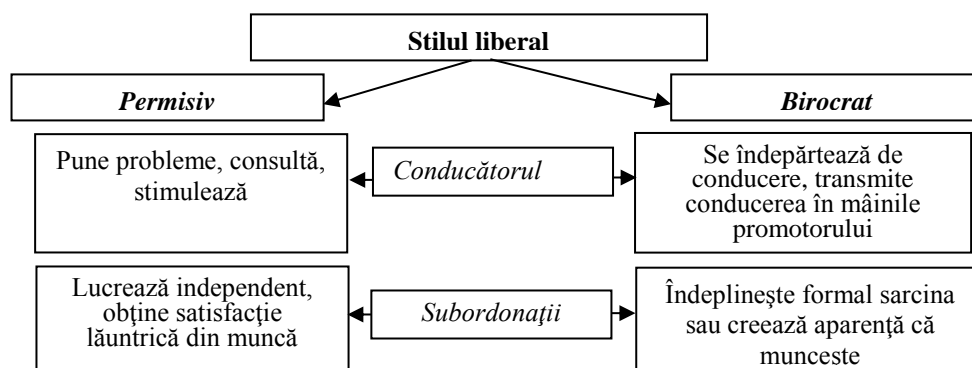 Stilul liberal
Permisiv
Birocrat
Pune probleme, consultă,
stimulează
Conducătorul
Se îndepărtează de
conducere, transmite
conducerea în mâinile
promotorului
Lucrează independent,
obţine satisfacţie
lăuntrică din muncă
Subordonaţii
Îndeplineşte formal sarcina
sau creează aparenţă că
munceste